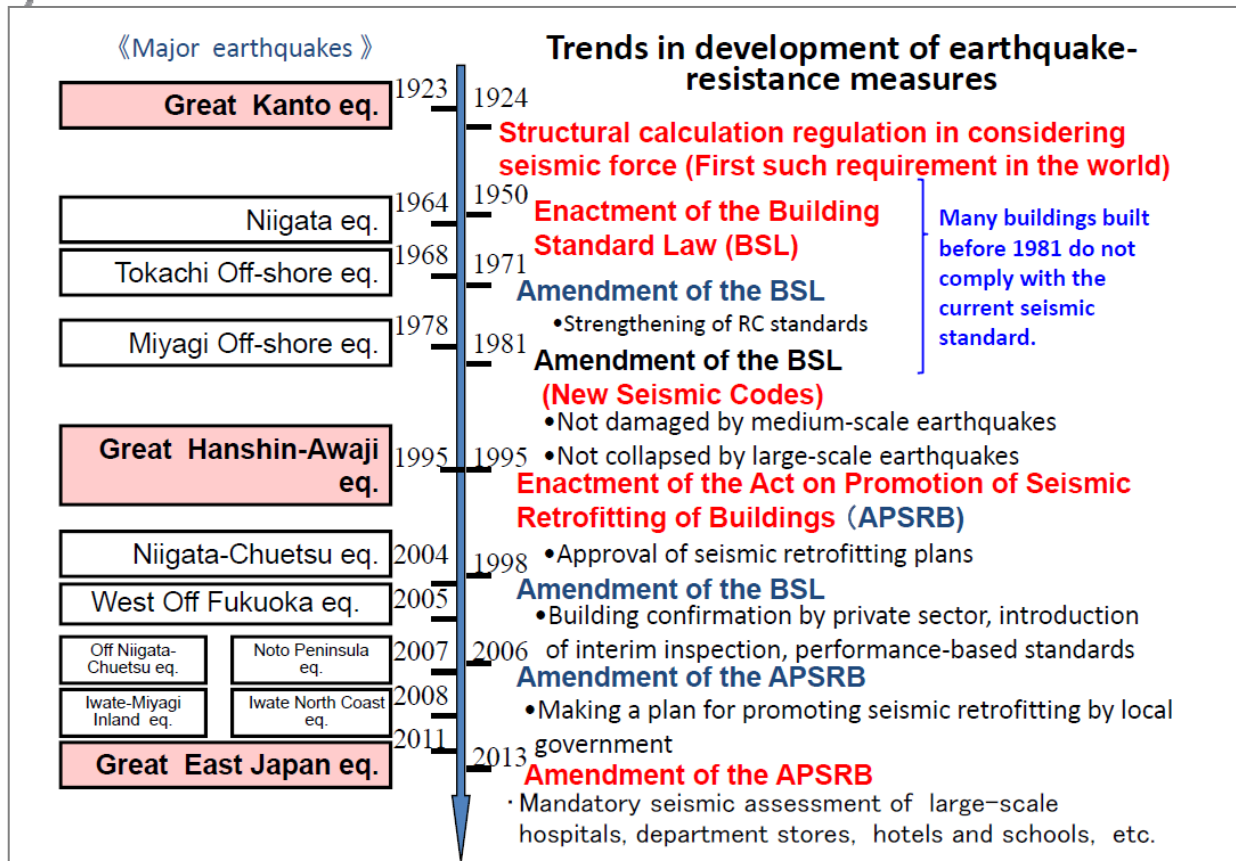 《Major earthquakes》
Trends in development of earthquake-
resistance measures
Great Kanto eq.
1923
1924
Structural calculation regulation in considering
seismic force (First such requirement in the world)
Niigata eq.
1964
1950
Enactment of the Building
Standard Law (BSL)
Many buildings built
before 1981 do not
comply with the
current seismic
standard.
Tokachi Off-shore eq.
1968
1971
Amendment of the BSL
•Strengthening of RC standards
Miyagi Off-shore eq.
1978
1981
Amendment of the BSL
(New Seismic Codes)
•Not damaged by medium-scale earthquakes
•Not collapsed by large-scale earthquakes
Great Hanshin-Awaji
eq.
1995
1995
Enactment of the Act on Promotion of Seismic
Retrofitting of Buildings（APSRB)
•Approval of seismic retrofitting plans
Niigata-Chuetsu eq.
2004
1998
Amendment of the BSL
•Building confirmation by private sector, introduction
of interim inspection, performance-based standards
West Off Fukuoka eq.
2005
Off Niigata-
Chuetsu eq.
Noto Peninsula
eq.
2007
2006
Amendment of the APSRB
•Making a plan for promoting seismic retrofitting by local
government
Iwate-Miyagi
Inland eq.
Iwate North Coast
eq.
2008
Great East Japan eq.
2011
2013
Amendment of the APSRB
・Mandatory seismic assessment of large-scale
hospitals, department stores, hotels and schools, etc.